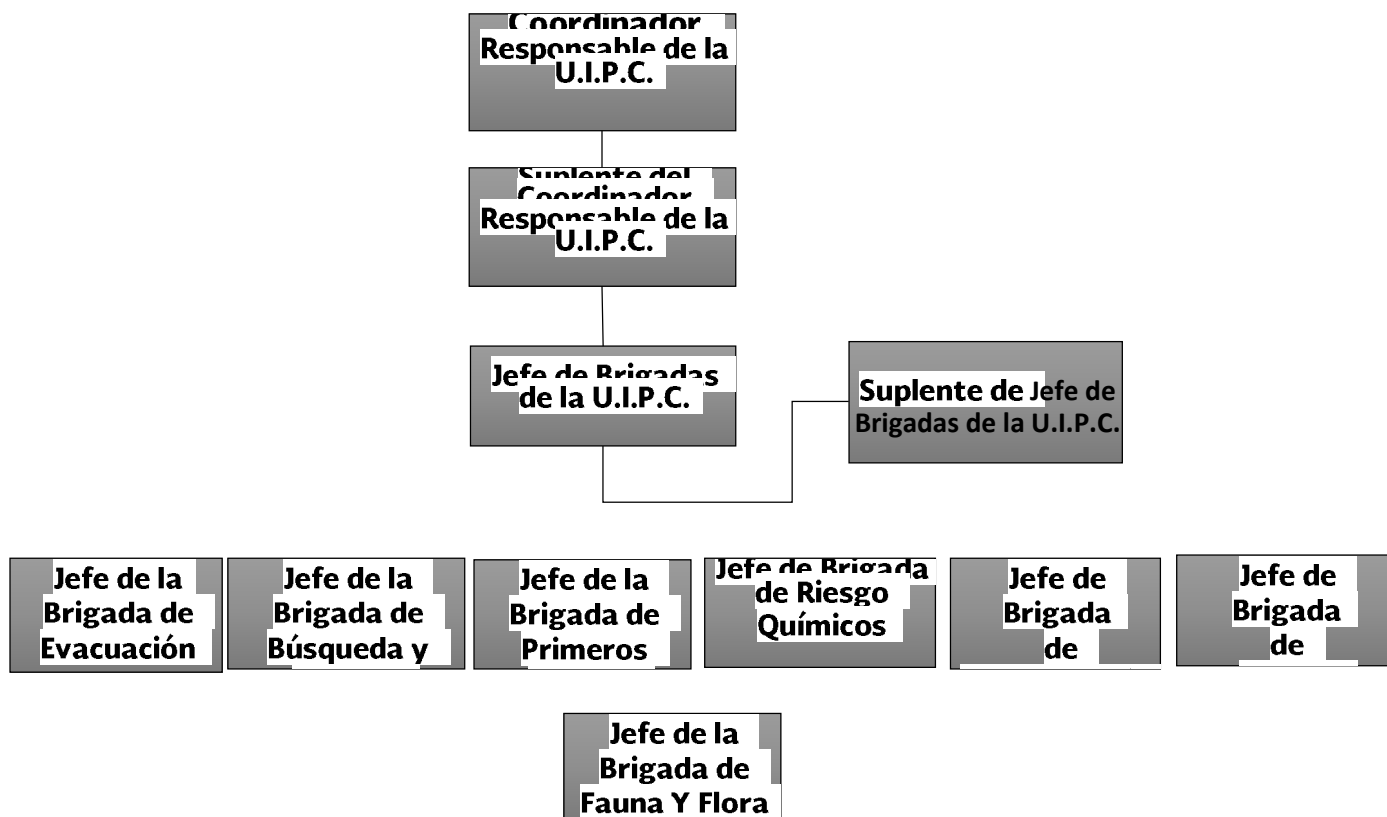 Coordinador
Responsable de la
U.I.P.C.
Suplente del
Coordinador
Responsable de la
U.I.P.C.
Jefe de Brigadas
de la U.I.P.C.
Suplente de Jefe de
Brigadas de la U.I.P.C.
Jefe de la
Brigada de
Evacuación
Jefe de la
Brigada de
Búsqueda y
Jefe de la
Brigada de
Primeros
Jefe de Brigada
de Riesgo
Químicos
Jefe de
Brigada
de
Jefe de
Brigada
de
Jefe de la
Brigada de
Fauna Y Flora